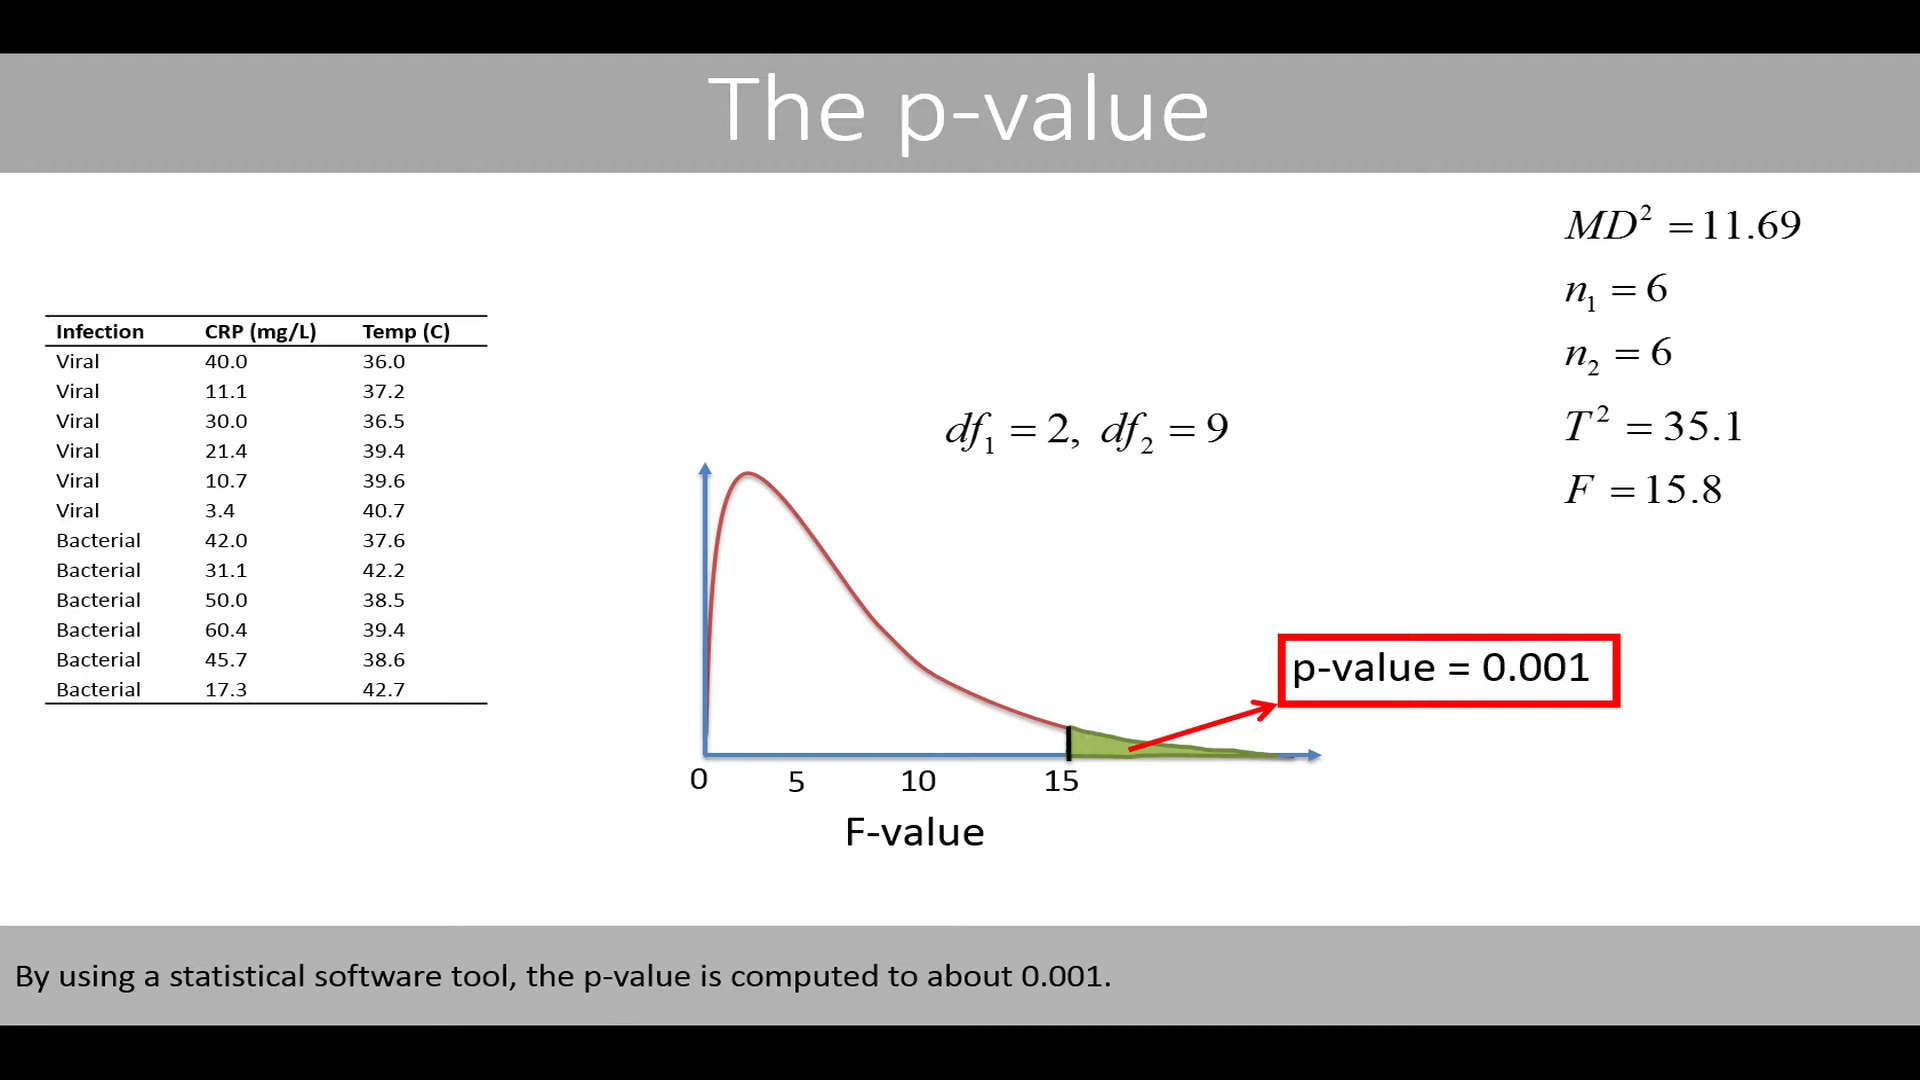 The p-value
MD² = 11.69
n₁ = 6
n₂ = 6
T² = 35.1
F = 15.8
Infection CRP (mg/L) Temp (C)
Viral 40.0 36.0
Viral 11.1 37.2
Viral 30.0 36.5
Viral 21.4 39.4
Viral 10.7 39.6
Viral 3.4 40.7
Bacterial 42.0 37.6
Bacterial 31.1 42.2
Bacterial 50.0 38.5
Bacterial 60.4 39.4
Bacterial 45.7 38.6
Bacterial 17.3 42.7
df₁ = 2, df₂ = 9
p-value = 0.001
0 5 10 15
F-value
By using a statistical software tool, the p-value is computed to about 0.001.